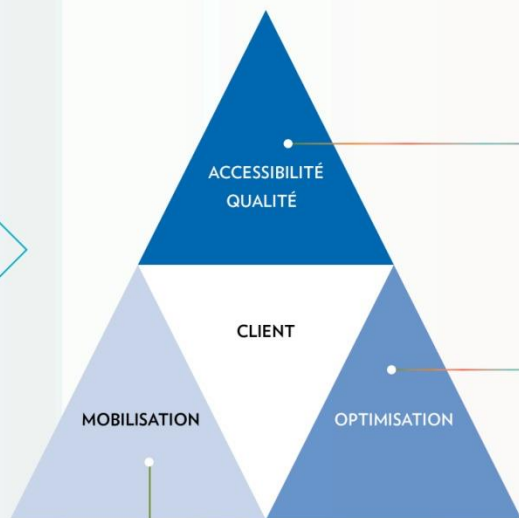 ACCESSIBILITÉ
QUALITÉ
CLIENT
MOBILISATION
OPTIMISATION